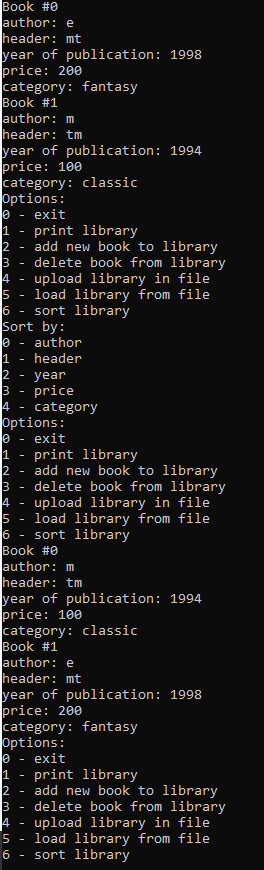 Book #0
author: e
header: mt
year of publication: 1998
price: 200
category: fantasy
Book #1
author: m
header: tm
year of publication: 1994
price: 100
category: classic
Options:
0 - exit
1 - print library
2 - add new book to library
3 - delete book from library
4 - upload library in file
5 - load library from file
6 - sort library
Sort by:
0 - author
1 - header
2 - year
3 - price
4 - category
Options:
0 - exit
1 - print library
2 - add new book to library
3 - delete book from library
4 - upload library in file
5 - load library from file
6 - sort library
Book #0
author: m
header: tm
year of publication: 1994
price: 100
category: classic
Book #1
author: e
header: mt
year of publication: 1998
price: 200
category: fantasy
Options:
0 - exit
1 - print library
2 - add new book to library
3 - delete book from library
4 - upload library in file
5 - load library from file
6 - sort library